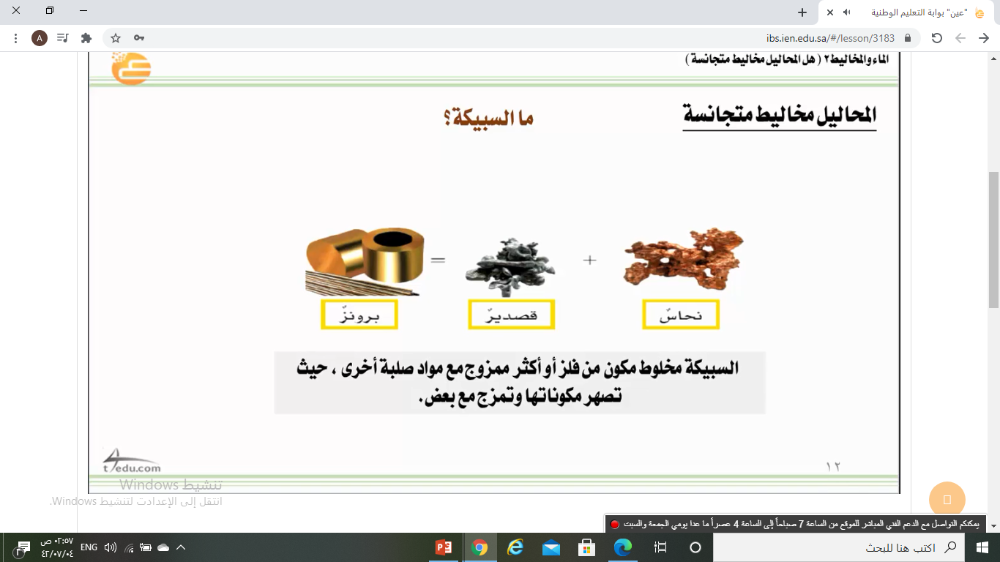 "عين" بوابة التعليم الوطنية
ibs.ien.edu.sa/#/lesson/3183
A
الماء والمخاليط ٢ ( هل المحاليل مخاليط متجانسة )
المحاليل مخاليط متجانسة
ما السبيكة؟
+
=
نحاسٌ
قصديرٌ
برونزٌ
السبيكة مخلوط مكون من فلز أو أكثر ممزوج مع مواد صلبة أخرى ، حيث
تصهر مكوناتها وتمزج مع بعض.
١٢
t4edu.com
تنشيط Windows
انتقل إلى الإعدادت لتنشيط Windows.
يمكنكم التواصل مع الدعم الفني المباشر للموقع من الساعة 7 صباحاً إلى الساعة 4 عصراً ما عدا يومي الجمعة والسبت
اكتب هنا للبحث
ENG
٠٢:٥٧ ص
٤٢/٠٧/٠٤